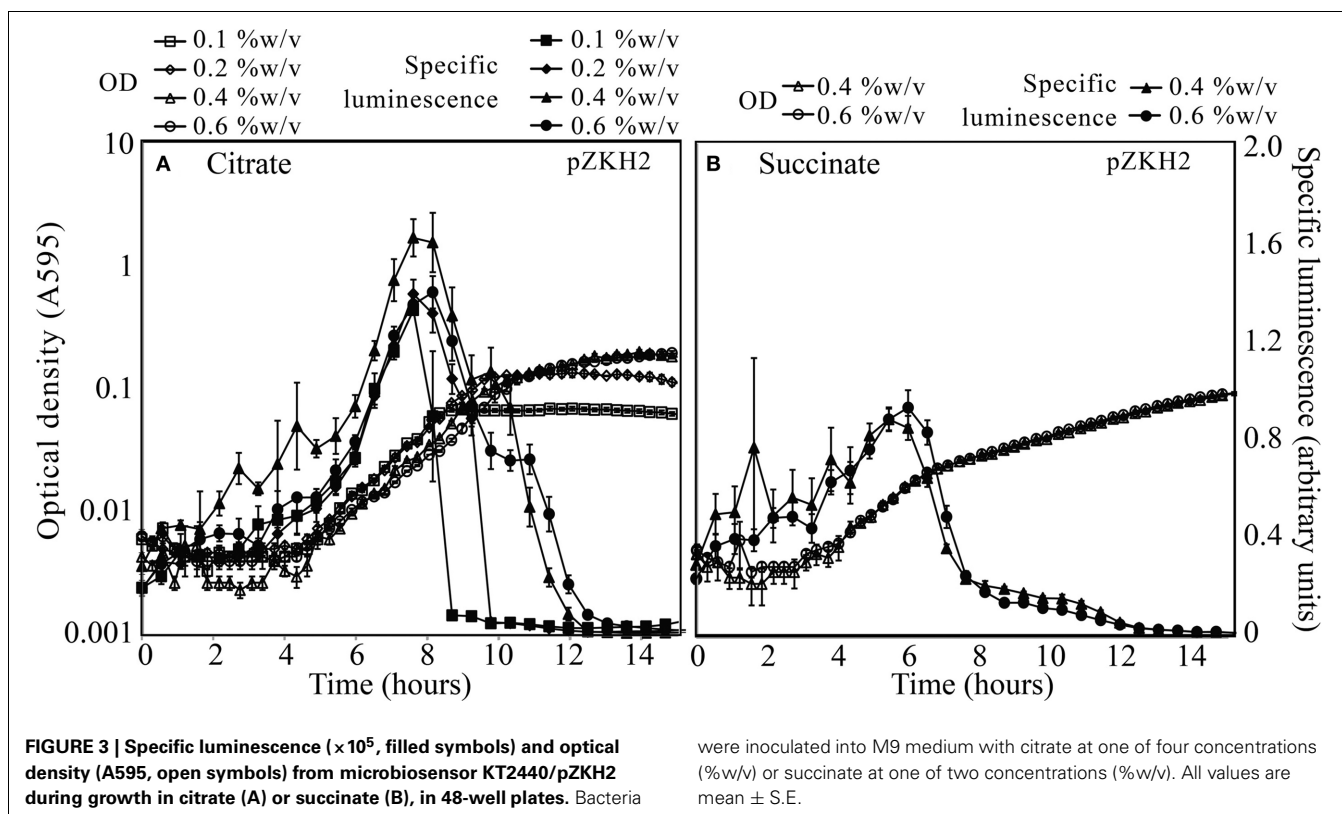 OD
0.1 %w/v
0.2 %w/v
0.4 %w/v
0.6 %w/v
Specific
luminescence
0.1 %w/v
0.2 %w/v
0.4 %w/v
0.6 %w/v
OD
0.4 %w/v
0.6 %w/v
Specific
luminescence
0.4 %w/v
0.6 %w/v
A Citrate pZKH2
Optical density (A595)
10
1
0.1
0.01
0.001
0 2 4 6 8 10 12 14
Time (hours)
B Succinate pZKH2
2.0
1.6
1.2
0.8
0.4
0
Specific luminescence (arbitrary units)
0 2 4 6 8 10 12 14
Time (hours)
FIGURE 3 | Specific luminescence (×10⁵, filled symbols) and optical
density (A595, open symbols) from microbiosensor KT2440/pZKH2
during growth in citrate (A) or succinate (B), in 48-well plates. Bacteria
were inoculated into M9 medium with citrate at one of four concentrations
(%w/v) or succinate at one of two concentrations (%w/v). All values are
mean ± S.E.